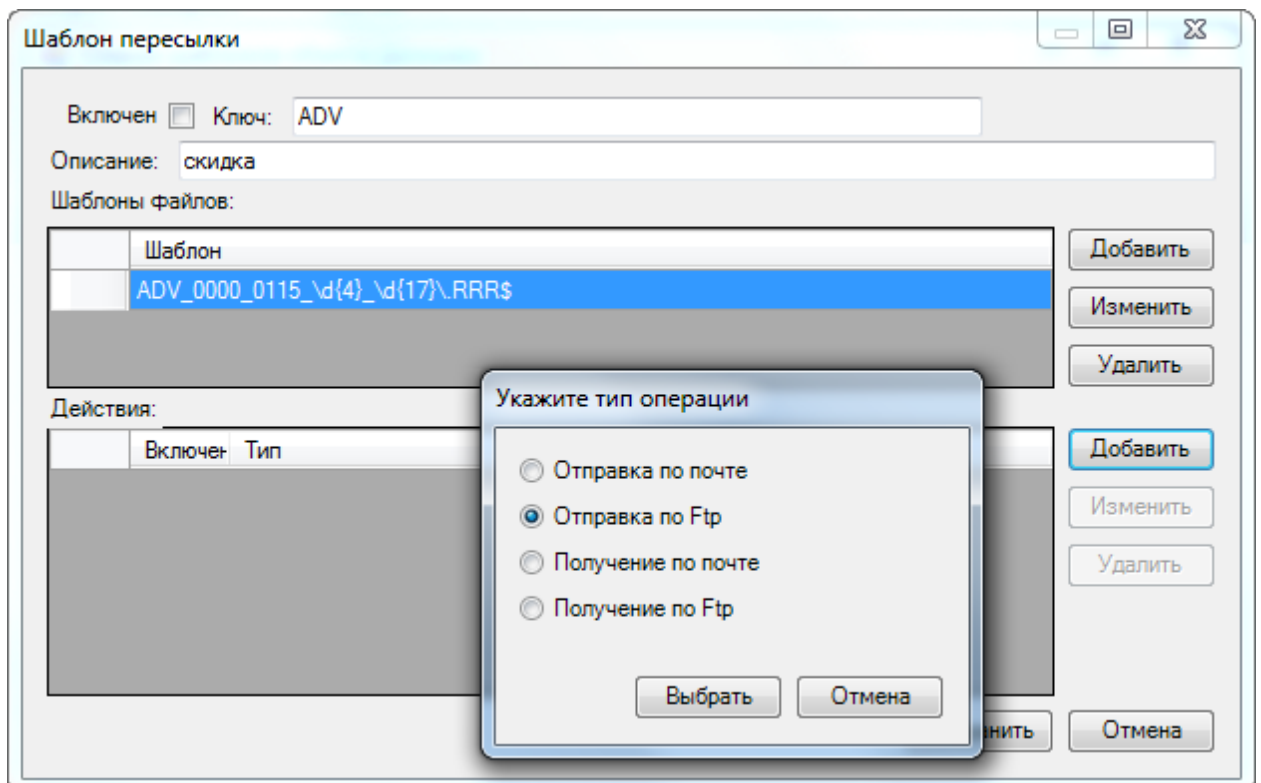 Шаблон пересылки
Включен Ключ: ADV
Описание: скидка
Шаблоны файлов:
Шаблон
ADV_0000_0115_\d{4}_\d{17}\.RRR$
Добавить
Изменить
Удалить
Действия:
Включен Тип
Добавить
Изменить
Удалить
Укажите тип операции
Отправка по почте
Отправка по Ftp
Получение по почте
Получение по Ftp
Выбрать Отмена
нить Отмена